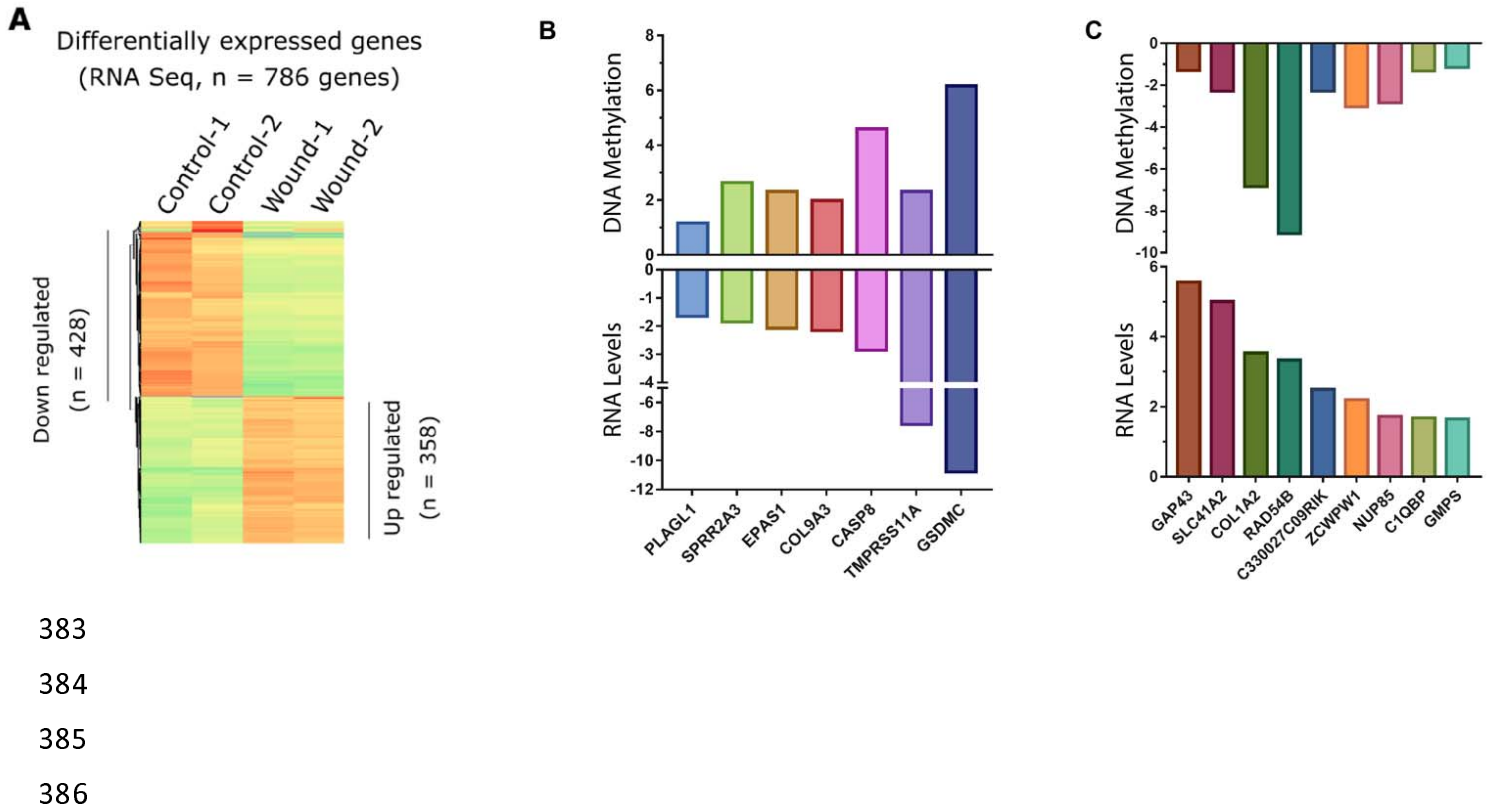 A
Differentially expressed genes
(RNA Seq, n = 786 genes)
Control-1
Control-2
Wound-1
Wound-2
Down regulated
(n = 428)
Up regulated
(n = 358)
B
DNA Methylation
8
6
4
2
0
RNA Levels
0
-1
-2
-3
-4
-6
-8
-10
-12
PLAGL1
SPRR2A3
EPAS1
COL9A3
CASP8
TMPRSS11A
GSDMC
C
DNA Methylation
0
-2
-4
-6
-8
-10
RNA Levels
6
4
2
0
GAP43
SLC41A2
COL1A2
RAD54B
C330027C09RIK
ZCWPW1
NUP85
C1QBP
GMPS
383
384
385
386